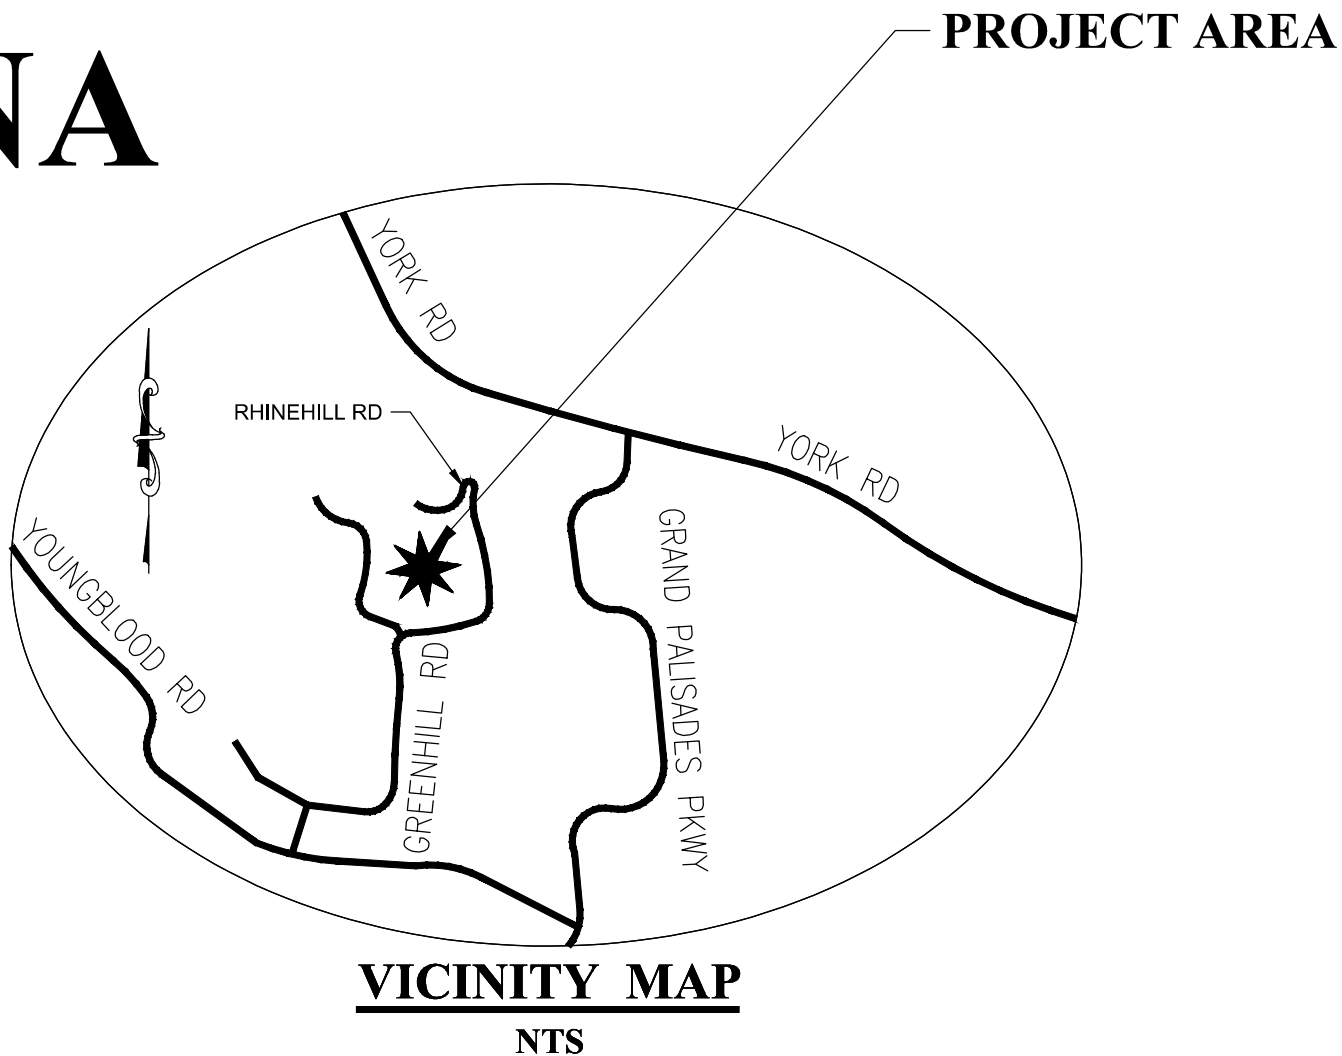 PROJECT AREA
NA
YORK RD
RHINEHILL RD
YORK RD
YOUNGBLOOD RD
GRAND PALISADES PKWY
GREENHILL RD
VICINITY MAP
NTS